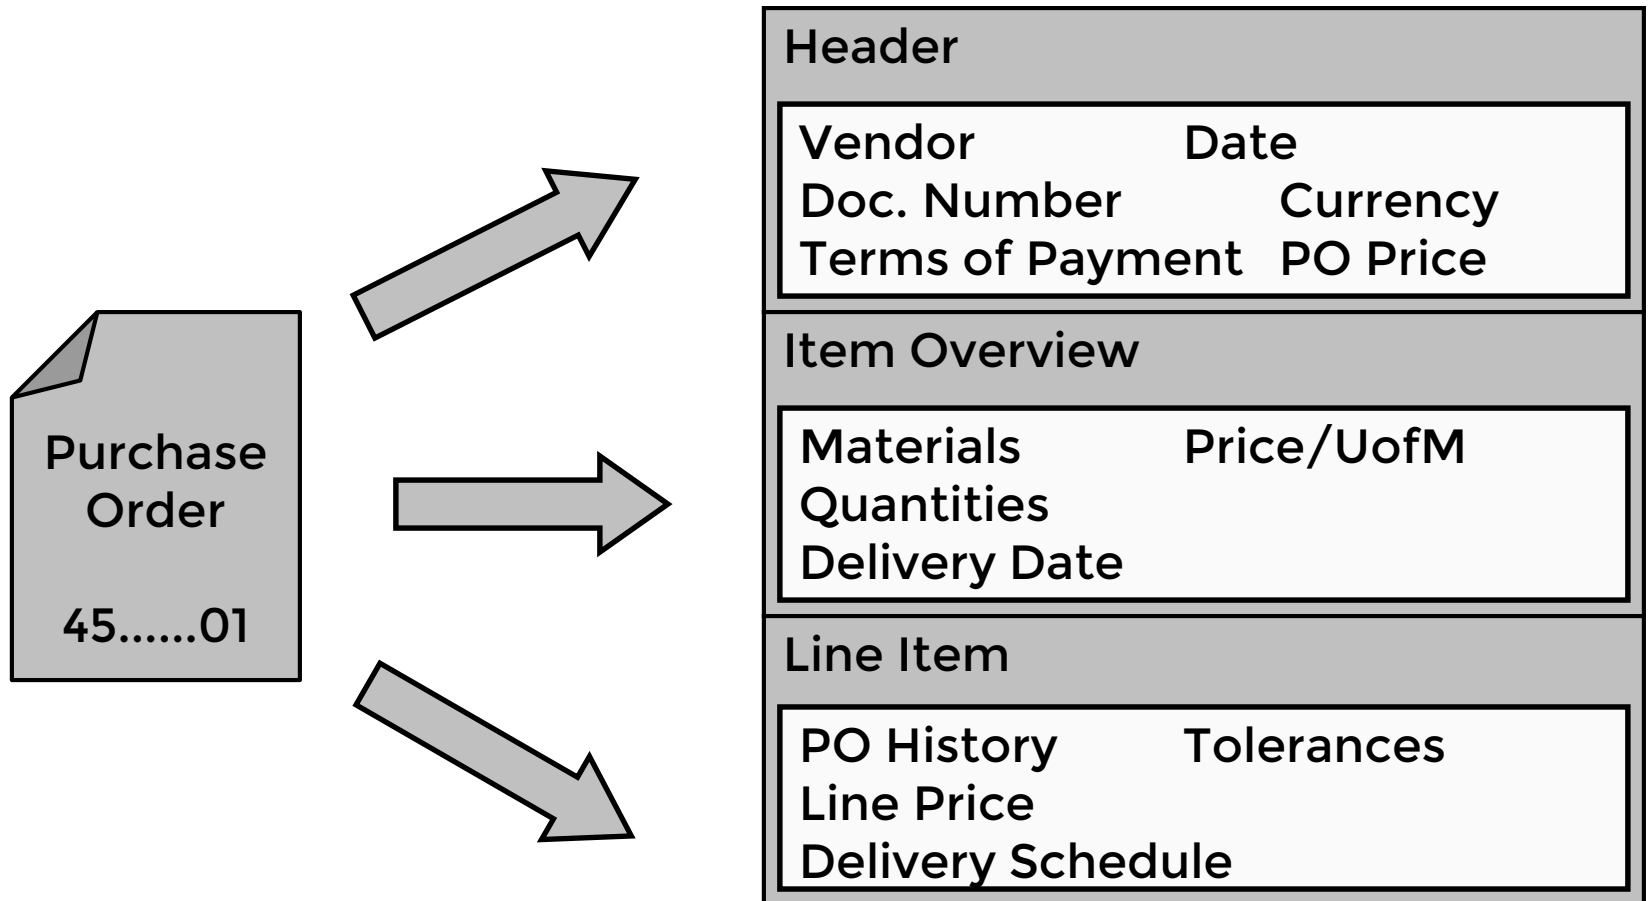 Purchase
Order
45......01
Header
Vendor Date
Doc. Number Currency
Terms of Payment PO Price
Item Overview
Materials Price/UofM
Quantities
Delivery Date
Line Item
PO History Tolerances
Line Price
Delivery Schedule